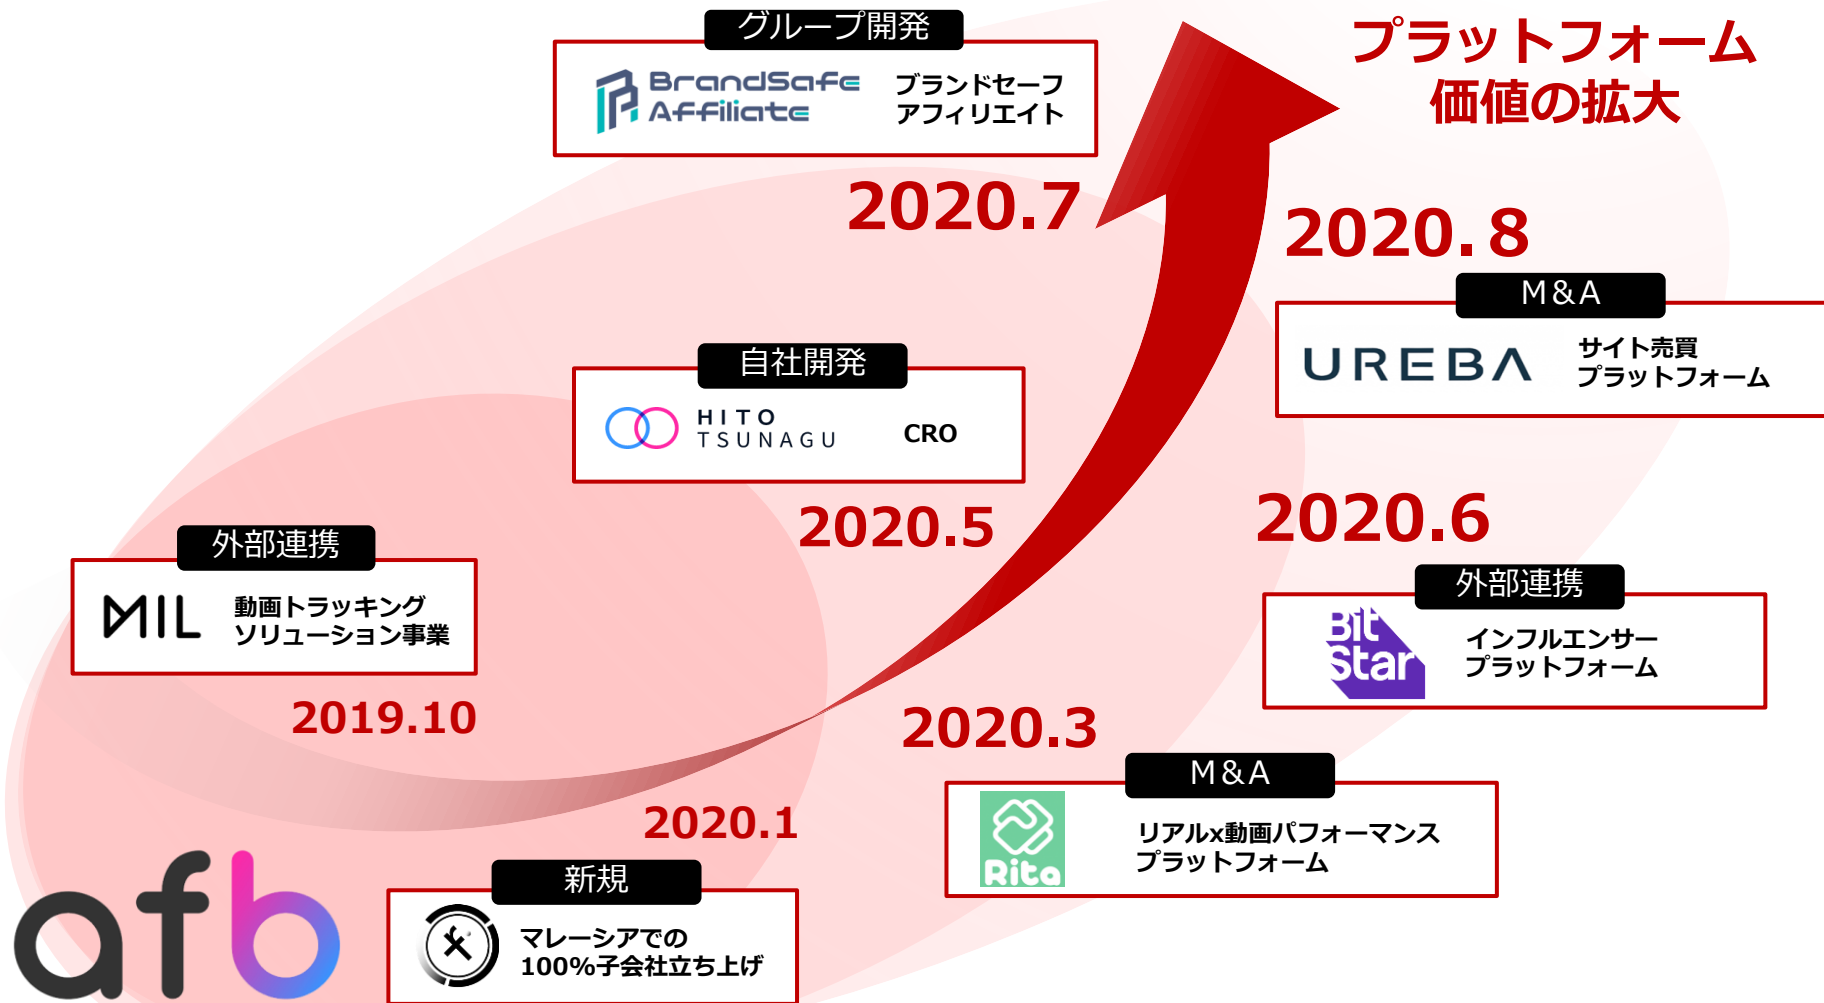 グループ開発
BrandSafe
Affiliate
ブランドセーフ
アフィリエイト
2020.7
プラットフォーム
価値の拡大
2020.8
M&A
UREBA
サイト売買
プラットフォーム
自社開発
HITO
TSUNAGU
CRO
2020.5
2020.6
外部連携
Bit
Star
インフルエンサー
プラットフォーム
外部連携
MIL
動画トラッキング
ソリューション事業
2019.10
2020.3
M&A
Rita
リアルx動画パフォーマンス
プラットフォーム
2020.1
新規
マレーシアでの
100%子会社立ち上げ
afb